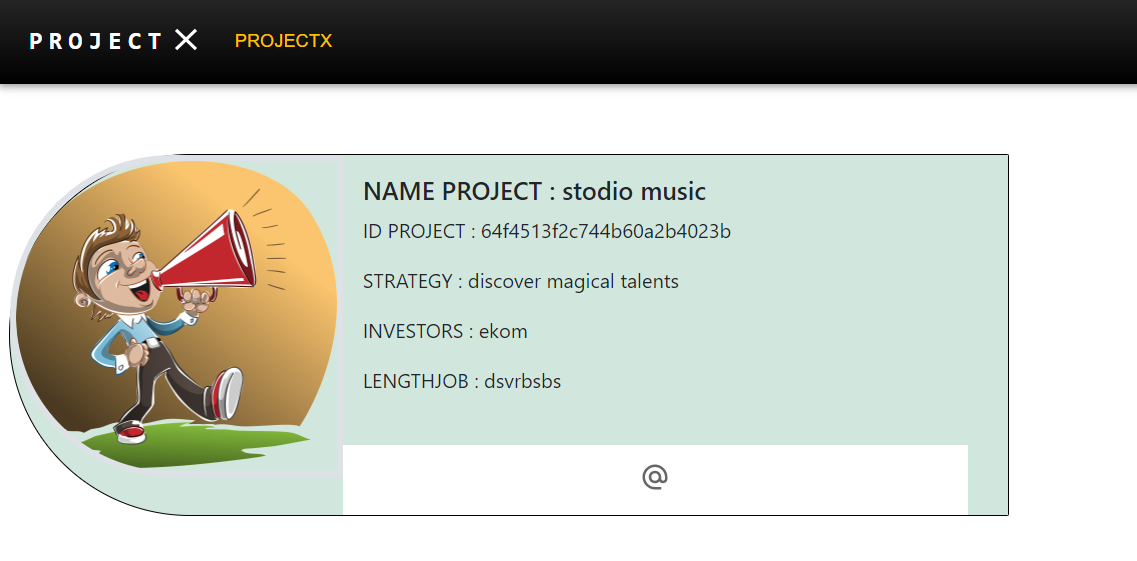 PROJECT X PROJECTX
NAME PROJECT : stodio music
ID PROJECT : 64f4513f2c744b60a2b4023b
STRATEGY : discover magical talents
INVESTORS : ekom
LENGTHJOB : dsvrbsbs
@